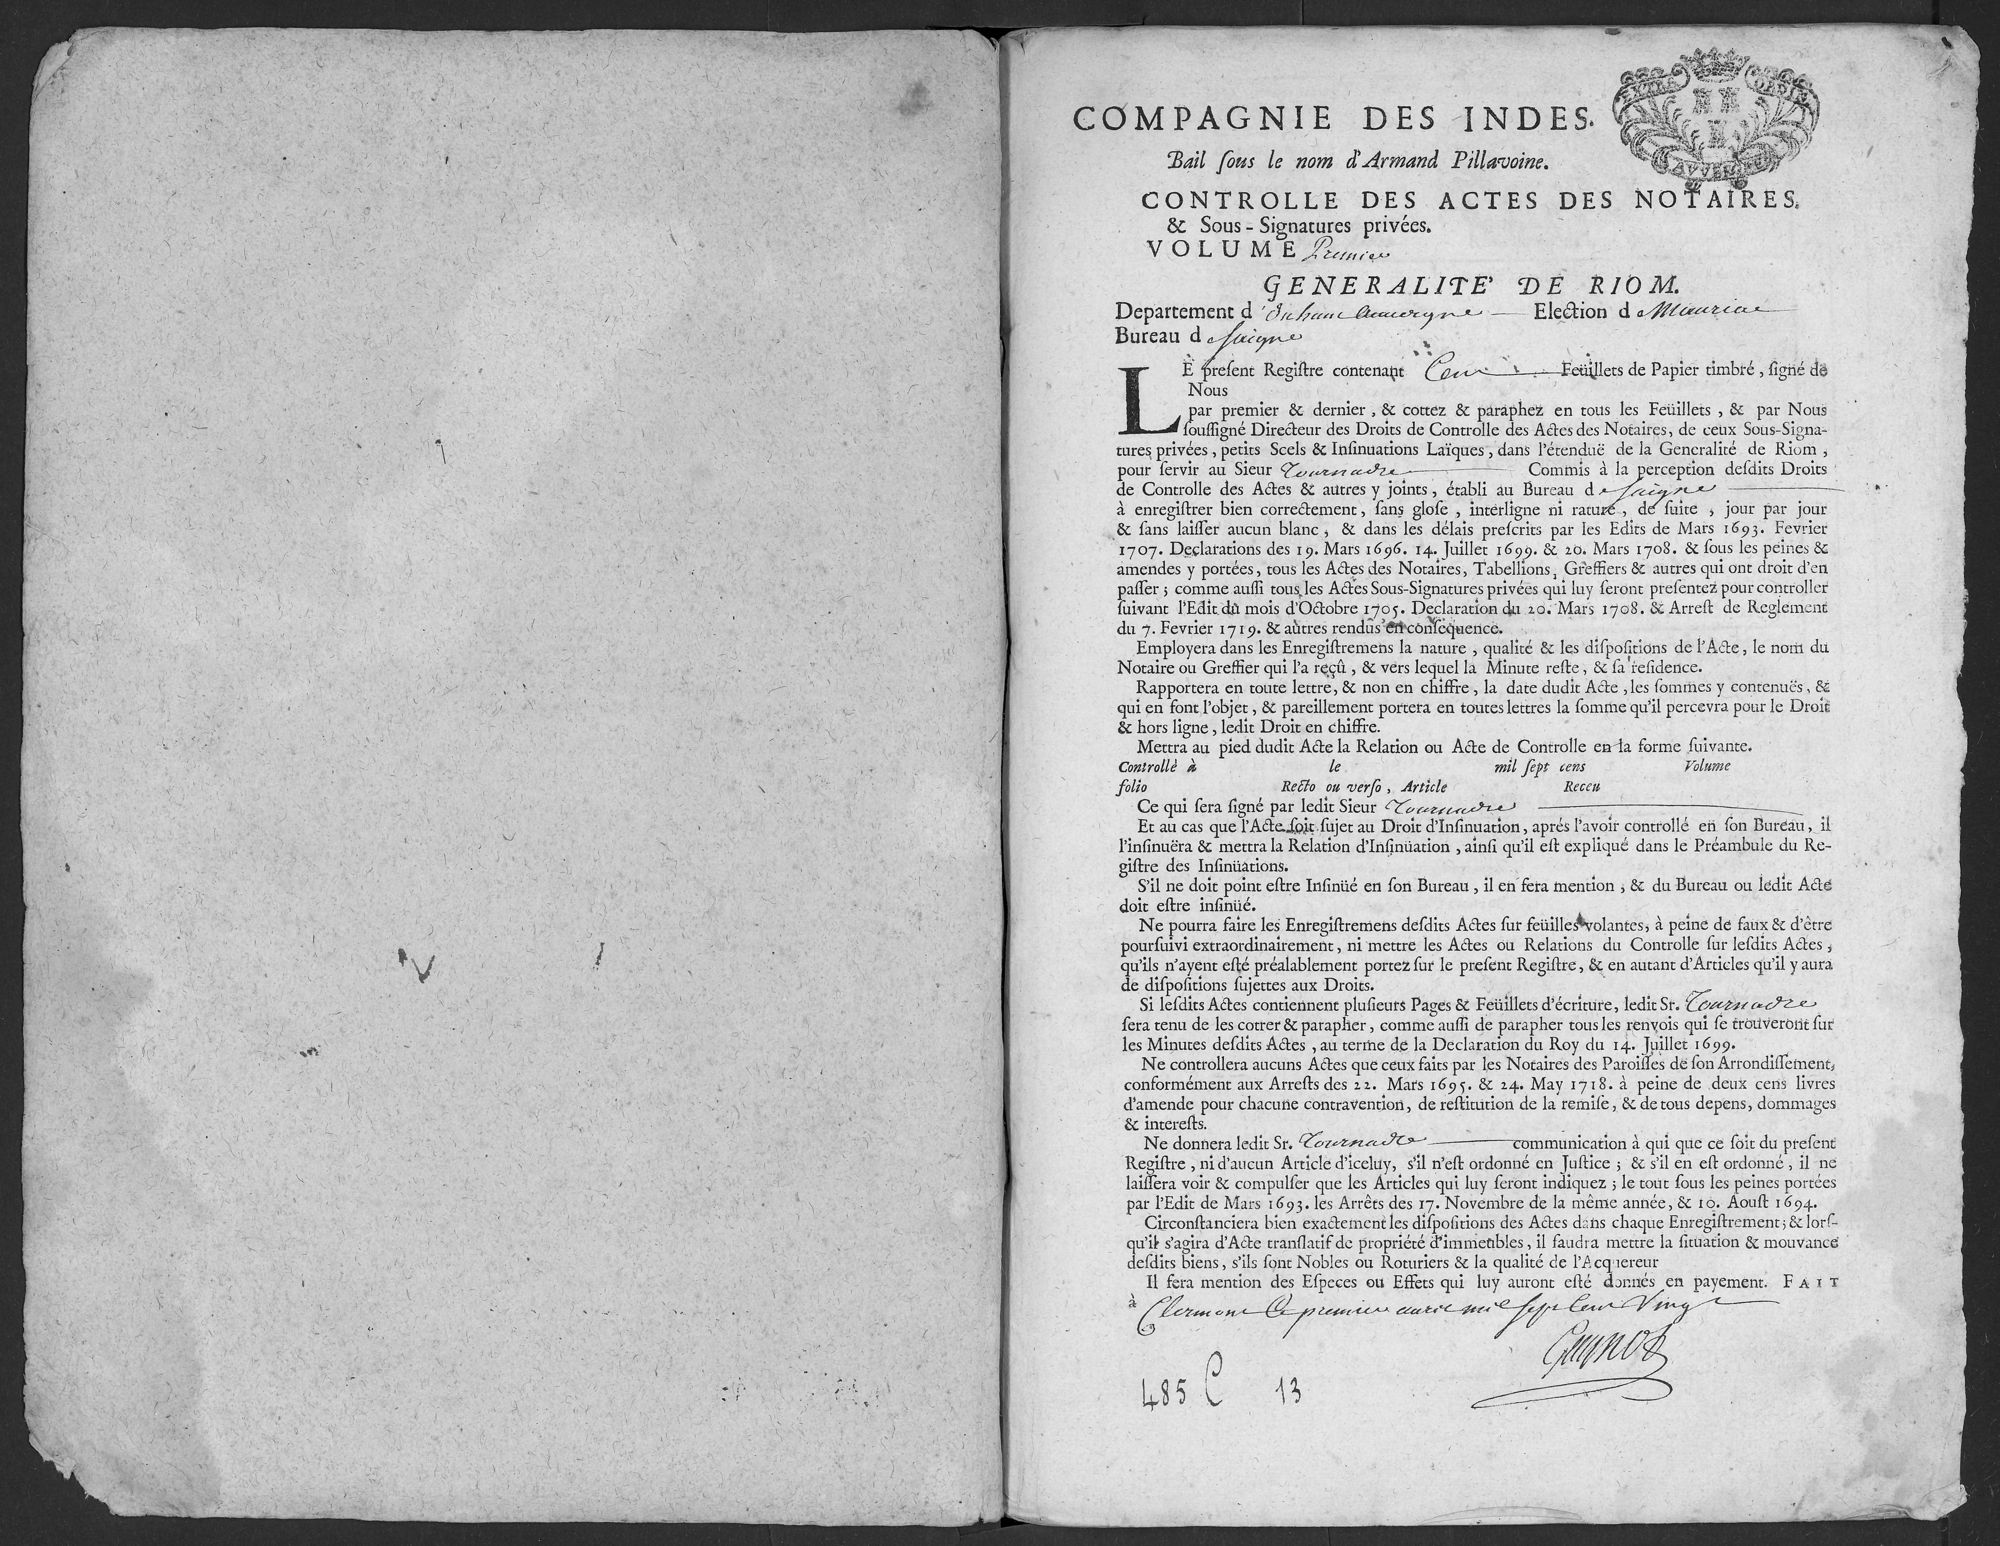 EXTRA ORDIN
AUVERGNE
COMPAGNIE DES INDES.
Bail ſous le nom d'Armand Pillavoine.
CONTROLLE DES ACTES DES NOTAIRES.
& Sous-Signatures privées.
VOLUME Premier
GENERALITE' DE RIOM.
Departement d'En haute Auvergne Election de Mauriac
Bureau de Saigne
LE preſent Regiſtre contenant Cent Feüillets de Papier timbré, ſigné de
Nous
par premier & dernier, & cottez & paraphez en tous les Feüillets, & par Nous
ſouſſigné Directeur des Droits de Controlle des Actes des Notaires, de ceux Sous-Signa-
tures privées, petits Scels & Inſinuations Laïques, dans l'étenduë de la Generalité de Riom,
pour ſervir au Sieur Tournadre Commis à la perception deſdits Droits
de Controlle des Actes & autres y joints, établi au Bureau de Saigne
à enregiſtrer bien correctement, ſans gloſe, interligne ni rature, de ſuite, jour par jour
& ſans laiſſer aucun blanc, & dans les délais preſcrits par les Edits de Mars 1693. Fevrier
1707. Declarations des 19. Mars 1696. 14. Juillet 1699. & 20. Mars 1708. & ſous les peines &
amendes y portées, tous les Actes des Notaires, Tabellions, Greffiers & autres qui ont droit d'en
paſſer; comme auſſi tous les Actes Sous-Signatures privées qui luy ſeront preſentez pour controller
ſuivant l'Edit du mois d'Octobre 1705. Declaration du 20. Mars 1708. & Arreſt de Reglement
du 7. Fevrier 1719. & autres rendus en conſequence.
Employera dans les Enregiſtremens la nature, qualité & les diſpoſitions de l'Acte, le nom du
Notaire ou Greffier qui l'a reçû, & vers lequel la Minute reſte, & ſa reſidence.
Rapportera en toute lettre, & non en chiffre, la date dudit Acte, les ſommes y contenuës, &
qui en font l'objet, & pareillement portera en toutes lettres la ſomme qu'il percevra pour le Droit
& hors ligne, ledit Droit en chiffre.
Mettra au pied dudit Acte la Relation ou Acte de Controlle en la forme ſuivante.
Controllé à le mil ſept cens Volume
folio Recto ou verſo, Article Receu
Ce qui ſera ſigné par ledit Sieur Tournadre
Et au cas que l'Acte ſoit ſujet au Droit d'Inſinuation, aprés l'avoir controllé en ſon Bureau, il
l'inſinuëra & mettra la Relation d'Inſinüation, ainſi qu'il eſt expliqué dans le Préambule du Re-
giſtre des Inſinüations.
S'il ne doit point eſtre Inſinüé en ſon Bureau, il en fera mention, & du Bureau ou ledit Acte
doit eſtre inſinüé.
Ne pourra faire les Enregiſtremens deſdits Actes ſur feüilles volantes, à peine de faux & d'être
pourſuivi extraordinairement, ni mettre les Actes ou Relations du Controlle ſur leſdits Actes,
qu'ils n'ayent eſté préalablement portez ſur le preſent Regiſtre, & en autant d'Articles qu'il y aura
de diſpoſitions ſujettes aux Droits.
Si leſdits Actes contiennent pluſieurs Pages & Feüillets d'écriture, ledit Sr. Tournadre
ſera tenu de les cotter & parapher, comme auſſi de parapher tous les renvois qui ſe trouveront ſur
les Minutes deſdits Actes, au terme de la Declaration du Roy du 14. Juillet 1699.
Ne controllera aucuns Actes que ceux faits par les Notaires des Paroiſſes de ſon Arrondiſſement,
conformément aux Arreſts des 22. Mars 1695. & 24. May 1718. à peine de deux cens livres
d'amende pour chacune contravention, de reſtitution de la remiſe, & de tous depens, dommages
& intereſts.
Ne donnera ledit Sr. Tournadre communication à qui que ce ſoit du preſent
Regiſtre, ni d'aucun Article d'iceluy, s'il n'eſt ordonné en Juſtice; & s'il en eſt ordonné, il ne
laiſſera voir & compulſer que les Articles qui luy ſeront indiquez; le tout ſous les peines portées
par l'Edit de Mars 1693. les Arrêts des 17. Novembre de la même année, & 10. Aouſt 1694.
Circonſtanciera bien exactement les diſpoſitions des Actes dans chaque Enregiſtrement; & lorſ-
qu'il s'agira d'Acte tranſlatif de propriété d'immeubles, il faudra mettre la ſituation & mouvance
deſdits biens, s'ils ſont Nobles ou Roturiers & la qualité de l'Acquereur
Il fera mention des Eſpeces ou Effets qui luy auront eſté donnés en payement. FAIT
à Clermont Le premier avril mil sept Cent Vingt
485 C 13